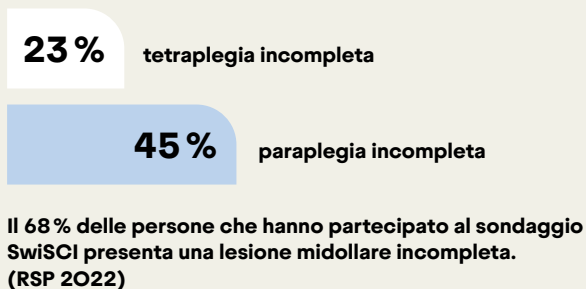 23 % tetraplegia incompleta
45 % paraplegia incompleta
Il 68 % delle persone che hanno partecipato al sondaggio
SwiSCI presenta una lesione midollare incompleta.
(RSP 2022)